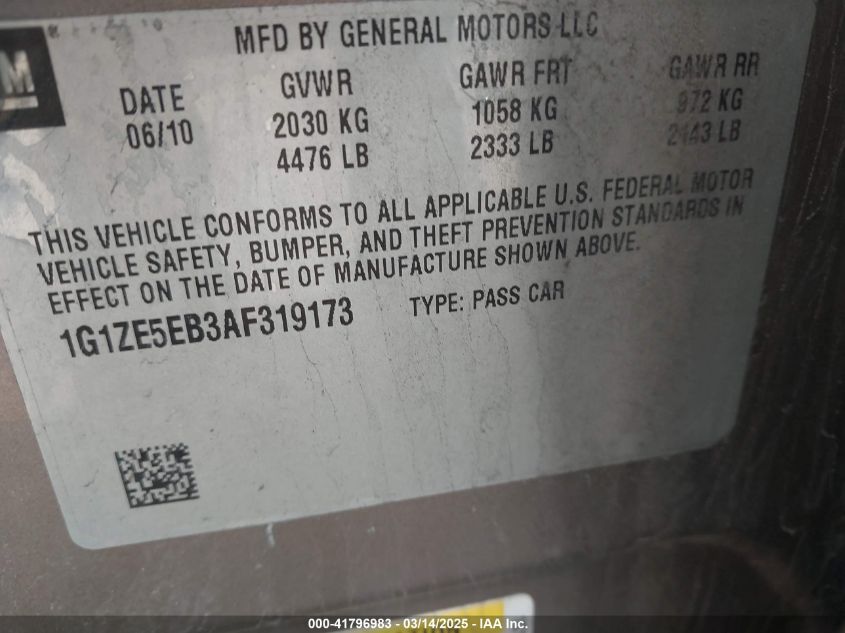 GM
MFD BY GENERAL MOTORS LLC
DATE GVWR GAWR FRT GAWR RR
06/10 2030 KG 1058 KG 972 KG
4476 LB 2333 LB 2143 LB
THIS VEHICLE CONFORMS TO ALL APPLICABLE U.S. FEDERAL MOTOR
VEHICLE SAFETY, BUMPER, AND THEFT PREVENTION STANDARDS IN
EFFECT ON THE DATE OF MANUFACTURE SHOWN ABOVE.
1G1ZE5EB3AF319173 TYPE: PASS CAR
000-41796983 - 03/14/2025 - IAA Inc.